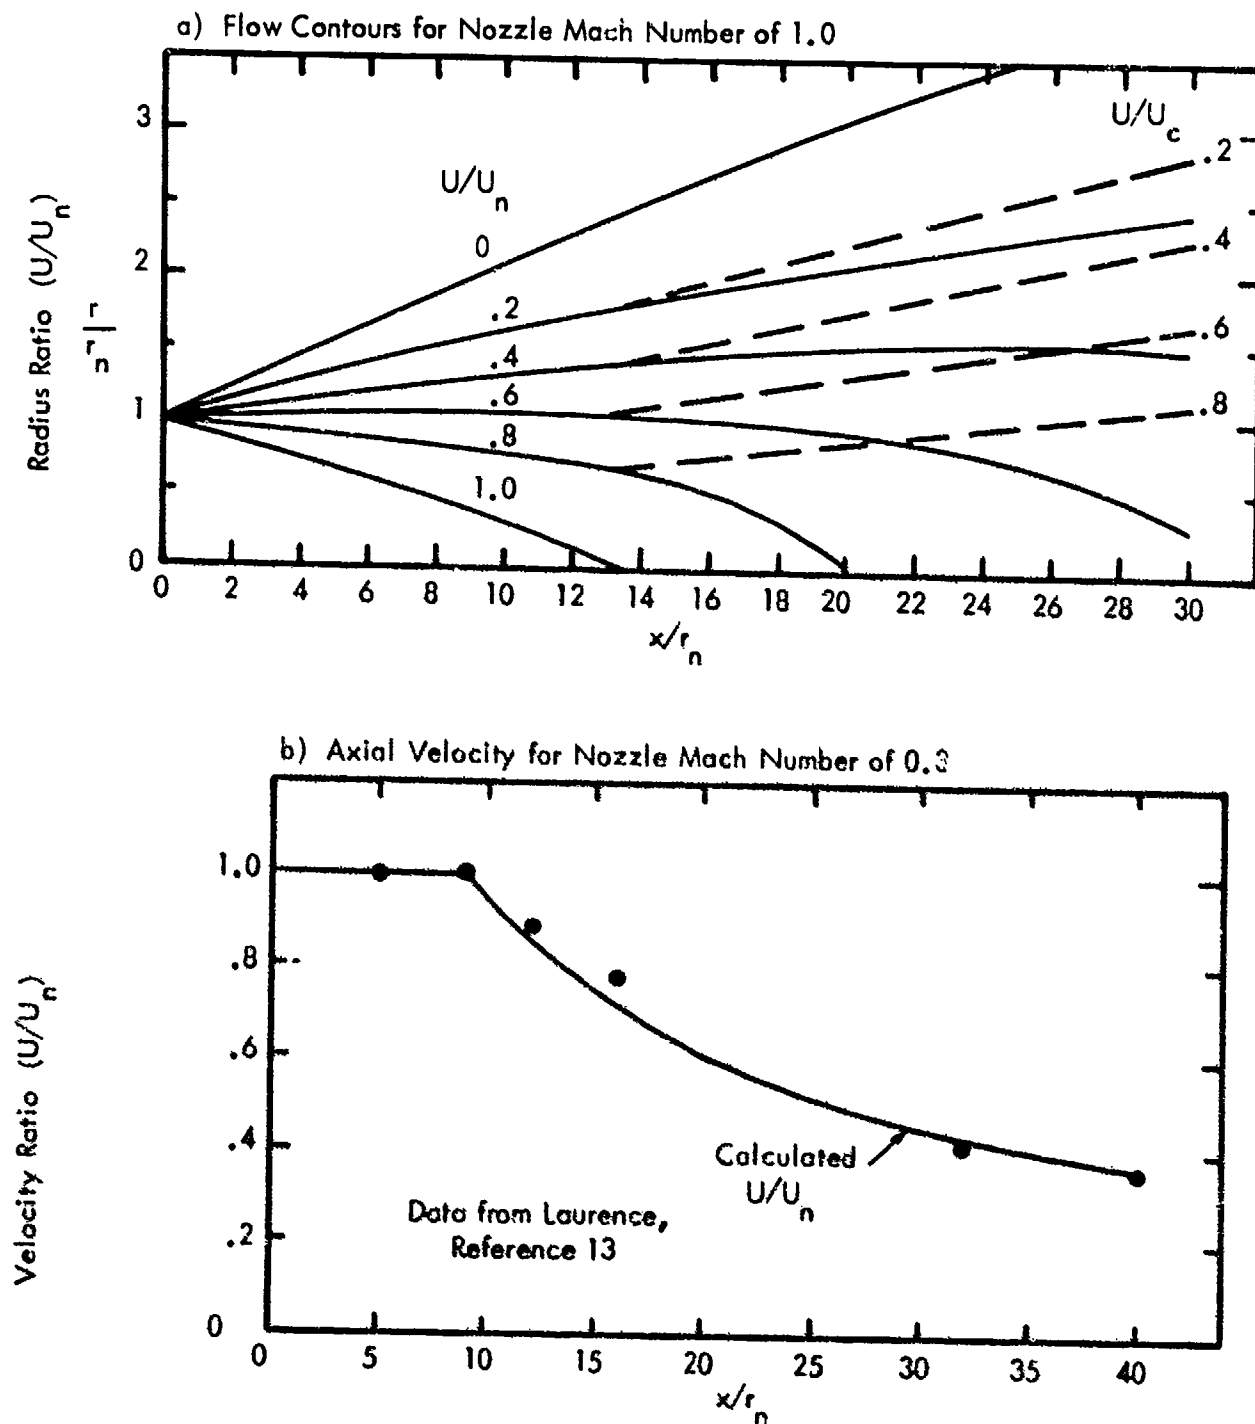 a) Flow Contours for Nozzle Mach Number of 1.0
Radius Ratio (U/Un)
r
rn
3
2
1
0
U/Un
0
.2
.4
.6
.8
1.0
U/Uc
.2
.4
.6
.8
0 2 4 6 8 10 12 14 16 18 20 22 24 26 28 30
x/rn
b) Axial Velocity for Nozzle Mach Number of 0.3
Velocity Ratio (U/Un)
1.0
.8
.6
.4
.2
0
Calculated
U/Un
Data from Laurence,
Reference 13
0 5 10 15 20 25 30 35 40
x/rn